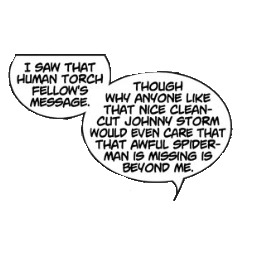 I SAW THAT
HUMAN TORCH
FELLOW'S
MESSAGE.
THOUGH
WHY ANYONE LIKE
THAT NICE CLEAN-
CUT JOHNNY STORM
WOULD EVEN CARE THAT
THAT AWFUL SPIDER-
MAN IS MISSING IS
BEYOND ME.